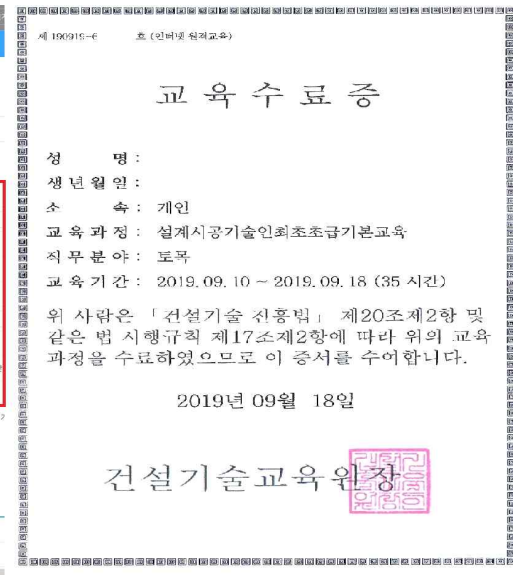 제 190919-6 호 (인터넷 원격교육)
교 육 수 료 증
성 명 :
생 년 월 일 :
소 속 : 개인
교 육 과 정 : 설계시공기술인최초초급기본교육
직 무 분 야 : 토목
교 육 기 간 : 2019. 09. 10 ~ 2019. 09. 18 (35 시간)
위 사람은 「건설기술 진흥법」 제20조제2항 및
같은 법 시행규칙 제17조제2항에 따라 위의 교육
과정을 수료하였으므로 이 증서를 수여합니다.
2019년 09월 18일
건설기술교육원장